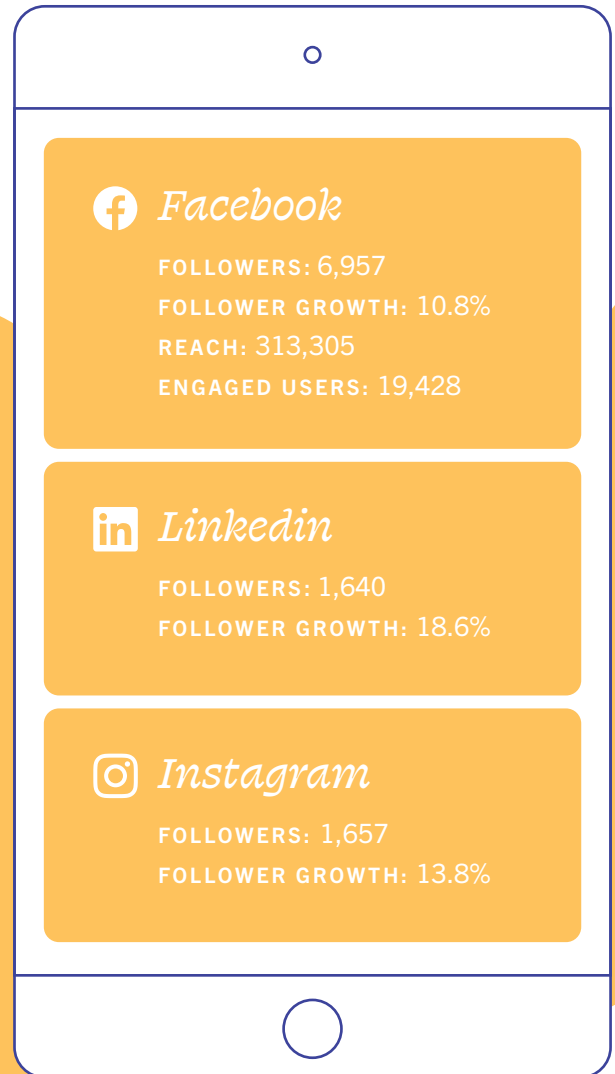 Facebook
FOLLOWERS: 6,957
FOLLOWER GROWTH: 10.8%
REACH: 313,305
ENGAGED USERS: 19,428
Linkedin
FOLLOWERS: 1,640
FOLLOWER GROWTH: 18.6%
Instagram
FOLLOWERS: 1,657
FOLLOWER GROWTH: 13.8%